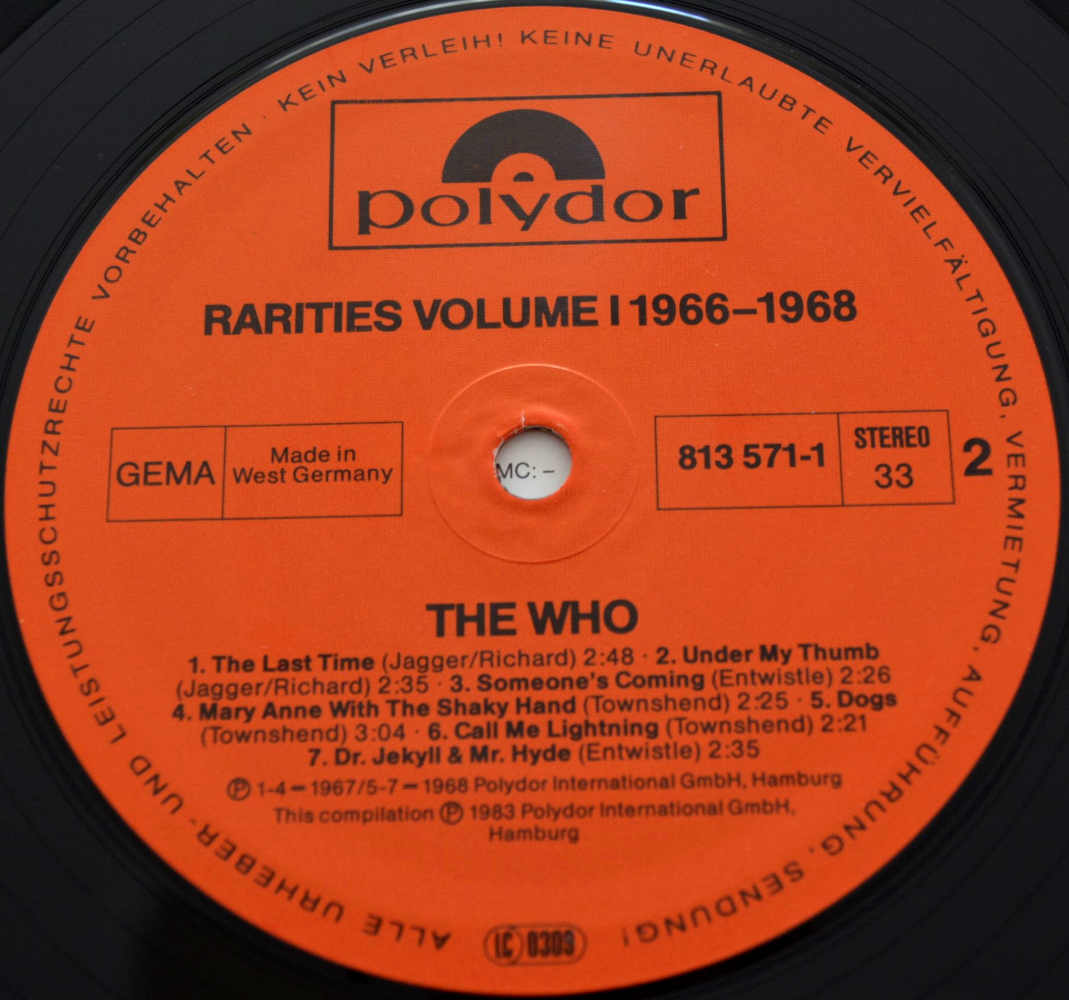 ALLE URHEBER- UND LEISTUNGSSCHUTZRECHTE VORBEHALTEN · KEIN VERLEIH! KEINE UNERLAUBTE VERVIELFÄLTIGUNG, VERMIETUNG, AUFFÜHRUNG, SENDUNG!
polydor
RARITIES VOLUME I 1966–1968
GEMA
Made in
West Germany
MC: –
813 571-1
STEREO
33
2
THE WHO
1. The Last Time (Jagger/Richard) 2:48 · 2. Under My Thumb
(Jagger/Richard) 2:35 · 3. Someone's Coming (Entwistle) 2:26
4. Mary Anne With The Shaky Hand (Townshend) 2:25 · 5. Dogs
(Townshend) 3:04 · 6. Call Me Lightning (Townshend) 2:21
7. Dr. Jekyll & Mr. Hyde (Entwistle) 2:35
Ⓟ 1-4 – 1967/5-7 – 1968 Polydor International GmbH, Hamburg
This compilation Ⓟ 1983 Polydor International GmbH,
Hamburg
LC 0309